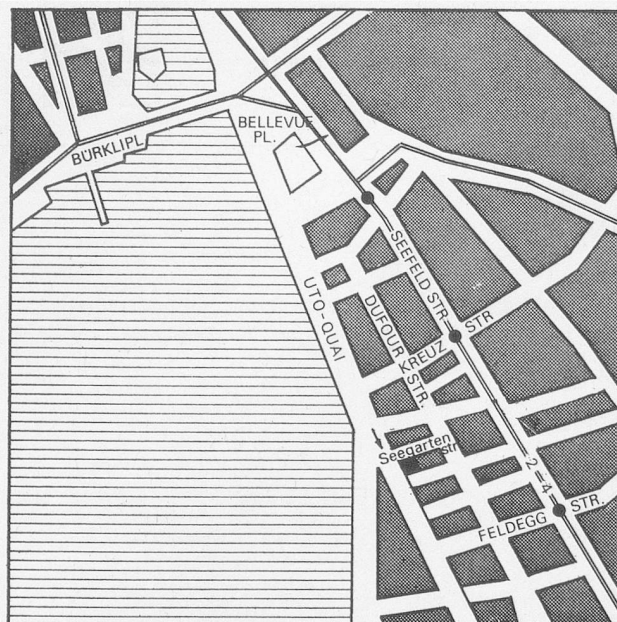 BELLEVUE
PL.
BÜRKLIPL.
SEEFELD STR.
UTO-QUAI
DUFOUR STR.
KREUZ STR
Seegarten
str
2-4
FELDEGG STR.